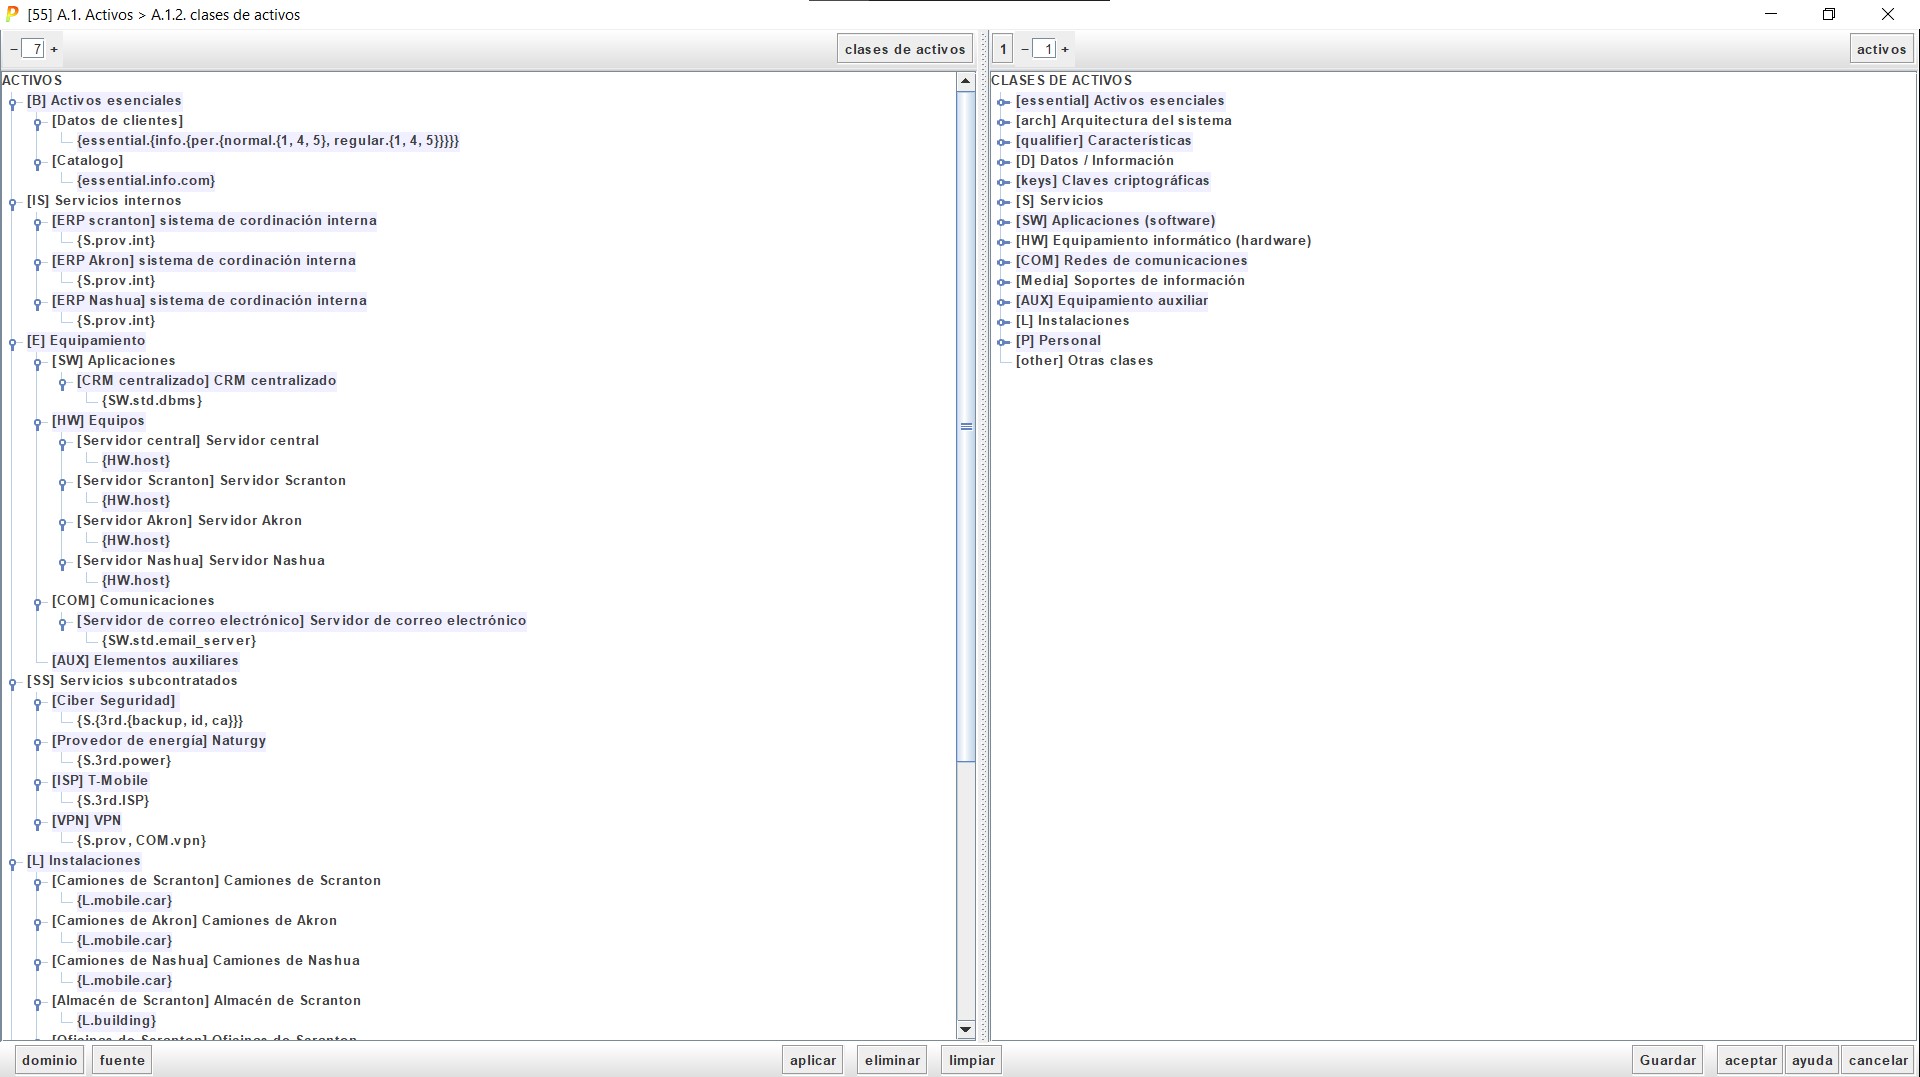 [55] A.1. Activos > A.1.2. clases de activos
− 7 +
clases de activos
1 − 1 +
activos
ACTIVOS
[B] Activos esenciales
[Datos de clientes]
{essential.{info.{per.{normal.{1, 4, 5}, regular.{1, 4, 5}}}}}
[Catalogo]
{essential.info.com}
[IS] Servicios internos
[ERP scranton] sistema de cordinación interna
{S.prov.int}
[ERP Akron] sistema de cordinación interna
{S.prov.int}
[ERP Nashua] sistema de cordinación interna
{S.prov.int}
[E] Equipamiento
[SW] Aplicaciones
[CRM centralizado] CRM centralizado
{SW.std.dbms}
[HW] Equipos
[Servidor central] Servidor central
{HW.host}
[Servidor Scranton] Servidor Scranton
{HW.host}
[Servidor Akron] Servidor Akron
{HW.host}
[Servidor Nashua] Servidor Nashua
{HW.host}
[COM] Comunicaciones
[Servidor de correo electrónico] Servidor de correo electrónico
{SW.std.email_server}
[AUX] Elementos auxiliares
[SS] Servicios subcontratados
[Ciber Seguridad]
{S.{3rd.{backup, id, ca}}}
[Provedor de energía] Naturgy
{S.3rd.power}
[ISP] T-Mobile
{S.3rd.ISP}
[VPN] VPN
{S.prov, COM.vpn}
[L] Instalaciones
[Camiones de Scranton] Camiones de Scranton
{L.mobile.car}
[Camiones de Akron] Camiones de Akron
{L.mobile.car}
[Camiones de Nashua] Camiones de Nashua
{L.mobile.car}
[Almacén de Scranton] Almacén de Scranton
{L.building}
[Oficinas de Scranton] Oficinas de Scranton
CLASES DE ACTIVOS
[essential] Activos esenciales
[arch] Arquitectura del sistema
[qualifier] Características
[D] Datos / Información
[keys] Claves criptográficas
[S] Servicios
[SW] Aplicaciones (software)
[HW] Equipamiento informático (hardware)
[COM] Redes de comunicaciones
[Media] Soportes de información
[AUX] Equipamiento auxiliar
[L] Instalaciones
[P] Personal
[other] Otras clases
dominio
fuente
aplicar
eliminar
limpiar
Guardar
aceptar
ayuda
cancelar